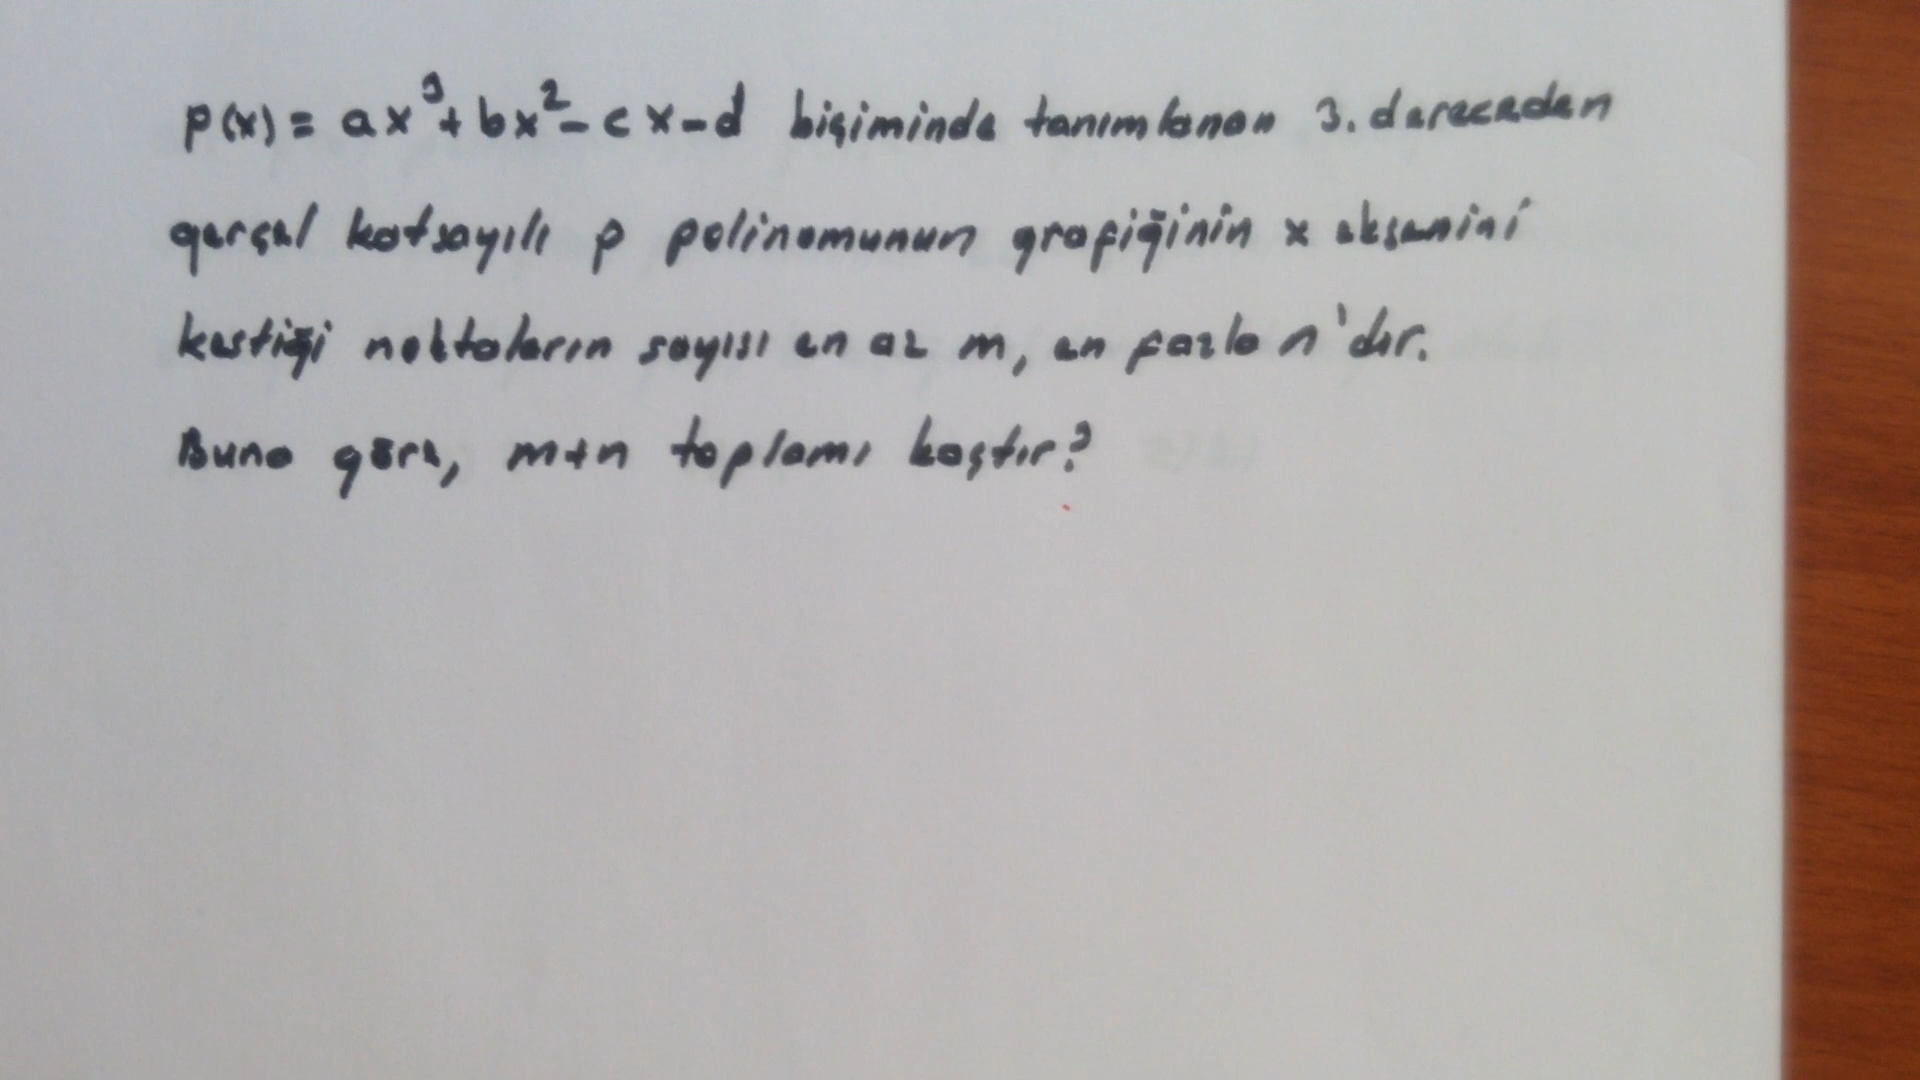 P(x) = ax³+bx²-cx-d biçiminde tanımlanan 3. dereceden
gerçel katsayılı p polinomunun grafiğinin x eksenini
kestiği noktaların sayısı en az m, en fazla n'dır.
Buna göre, m+n toplamı kaçtır?